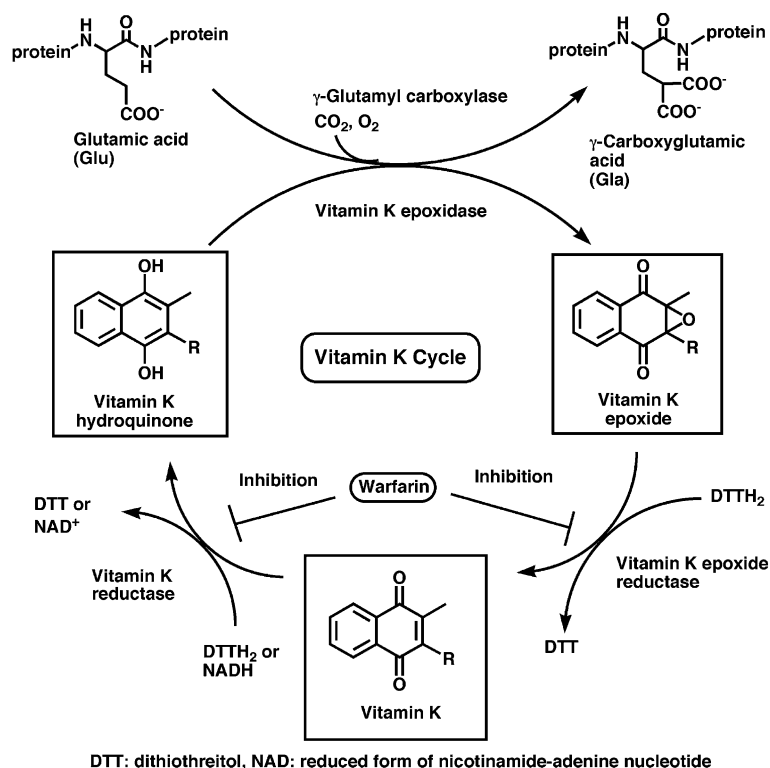 H
N
O
protein
protein
N
H
COO-
Glutamic acid
(Glu)
γ-Glutamyl carboxylase
CO2, O2
H
N
O
protein
protein
N
H
COO-
COO-
γ-Carboxyglutamic
acid
(Gla)
Vitamin K epoxidase
OH
R
OH
Vitamin K
hydroquinone
Vitamin K Cycle
O
O
R
O
Vitamin K
epoxide
Inhibition
Warfarin
Inhibition
DTT or
NAD+
DTTH2
Vitamin K
reductase
Vitamin K epoxide
reductase
DTTH2 or
NADH
DTT
O
R
O
Vitamin K
DTT: dithiothreitol, NAD: reduced form of nicotinamide-adenine nucleotide